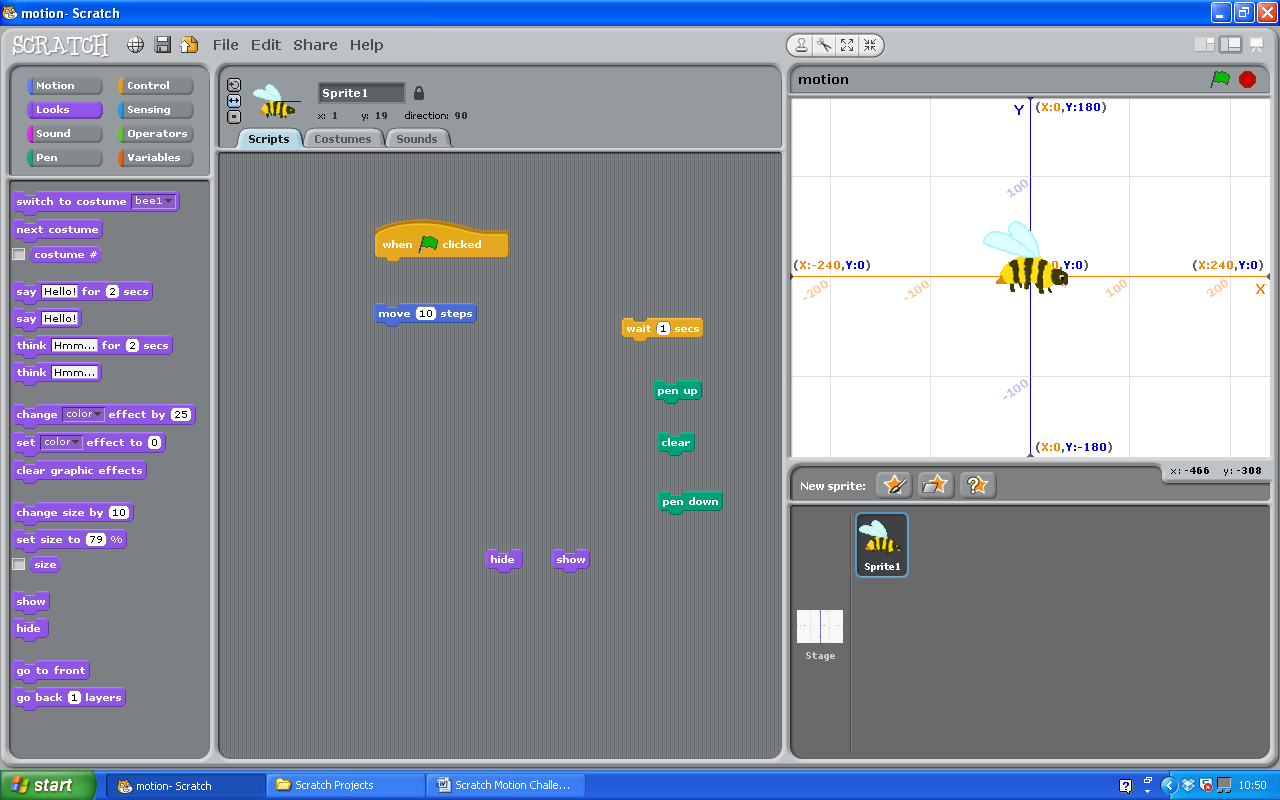 motion- Scratch
SCRATCH
File Edit Share Help
Motion Control
Looks Sensing
Sound Operators
Pen Variables
switch to costume bee1
next costume
costume #
say Hello! for 2 secs
say Hello!
think Hmm... for 2 secs
think Hmm...
change color effect by 25
set color effect to 0
clear graphic effects
change size by 10
set size to 79 %
size
show
hide
go to front
go back 1 layers
Sprite1
x: 1 y: 19 direction: 90
Scripts Costumes Sounds
when clicked
move 10 steps
wait 1 secs
pen up
clear
pen down
hide show
motion
Y (X:0,Y:180)
100
(X:-240,Y:0) ,Y:0) (X:240,Y:0)
-200 -100 100 200 X
-100
(X:0,Y:-180)
x: -466 y: -308
New sprite:
Sprite1
Stage
start motion- Scratch Scratch Projects Scratch Motion Challe... 10:50